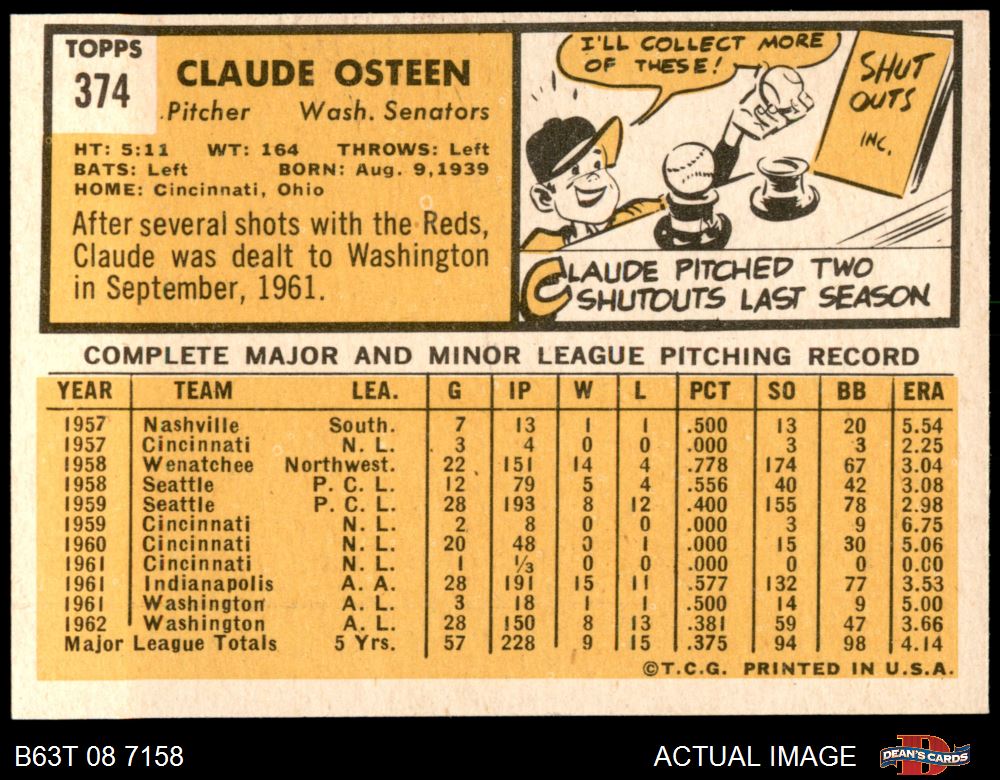 TOPPS
374
CLAUDE OSTEEN
Pitcher Wash. Senators
HT: 5:11 WT: 164 THROWS: Left
BATS: Left BORN: Aug. 9,1939
HOME: Cincinnati, Ohio
After several shots with the Reds,
Claude was dealt to Washington
in September, 1961.
I'LL COLLECT MORE
OF THESE!
SHUT
OUTS
INC.
CLAUDE PITCHED TWO
SHUTOUTS LAST SEASON
COMPLETE MAJOR AND MINOR LEAGUE PITCHING RECORD
YEAR TEAM LEA. G IP W L PCT SO BB ERA
1957 Nashville South. 7 13 1 1 .500 13 20 5.54
1957 Cincinnati N. L. 3 4 0 0 .000 3 3 2.25
1958 Wenatchee Northwest. 22 151 14 4 .778 174 67 3.04
1958 Seattle P. C. L. 12 79 5 4 .556 40 42 3.08
1959 Seattle P. C. L. 28 193 8 12 .400 155 78 2.98
1959 Cincinnati N. L. 2 8 0 0 .000 3 9 6.75
1960 Cincinnati N. L. 20 48 0 1 .000 15 30 5.06
1961 Cincinnati N. L. 1 1/3 0 0 .000 0 0 0.00
1961 Indianapolis A. A. 28 191 15 11 .577 132 77 3.53
1961 Washington A. L. 3 18 1 1 .500 14 9 5.00
1962 Washington A. L. 28 150 8 13 .381 59 47 3.66
Major League Totals 5 Yrs. 57 228 9 15 .375 94 98 4.14
©T.C.G. PRINTED IN U.S.A.
B63T 08 7158 ACTUAL IMAGE DEAN'S CARDS